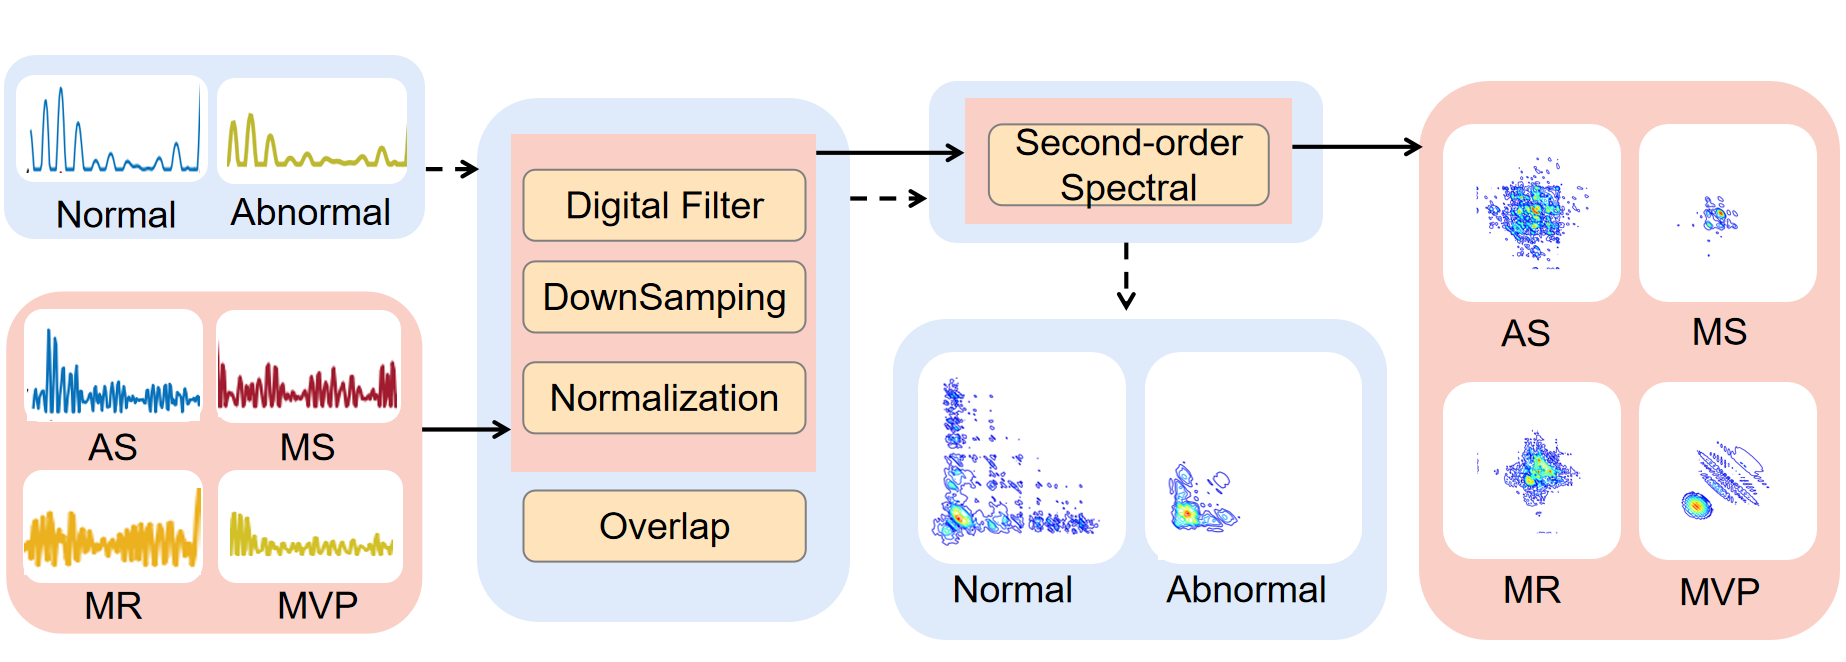 Normal
Abnormal
AS
MS
MR
MVP
Digital Filter
DownSamping
Normalization
Overlap
Second-order
Spectral
Normal
Abnormal
AS
MS
MR
MVP